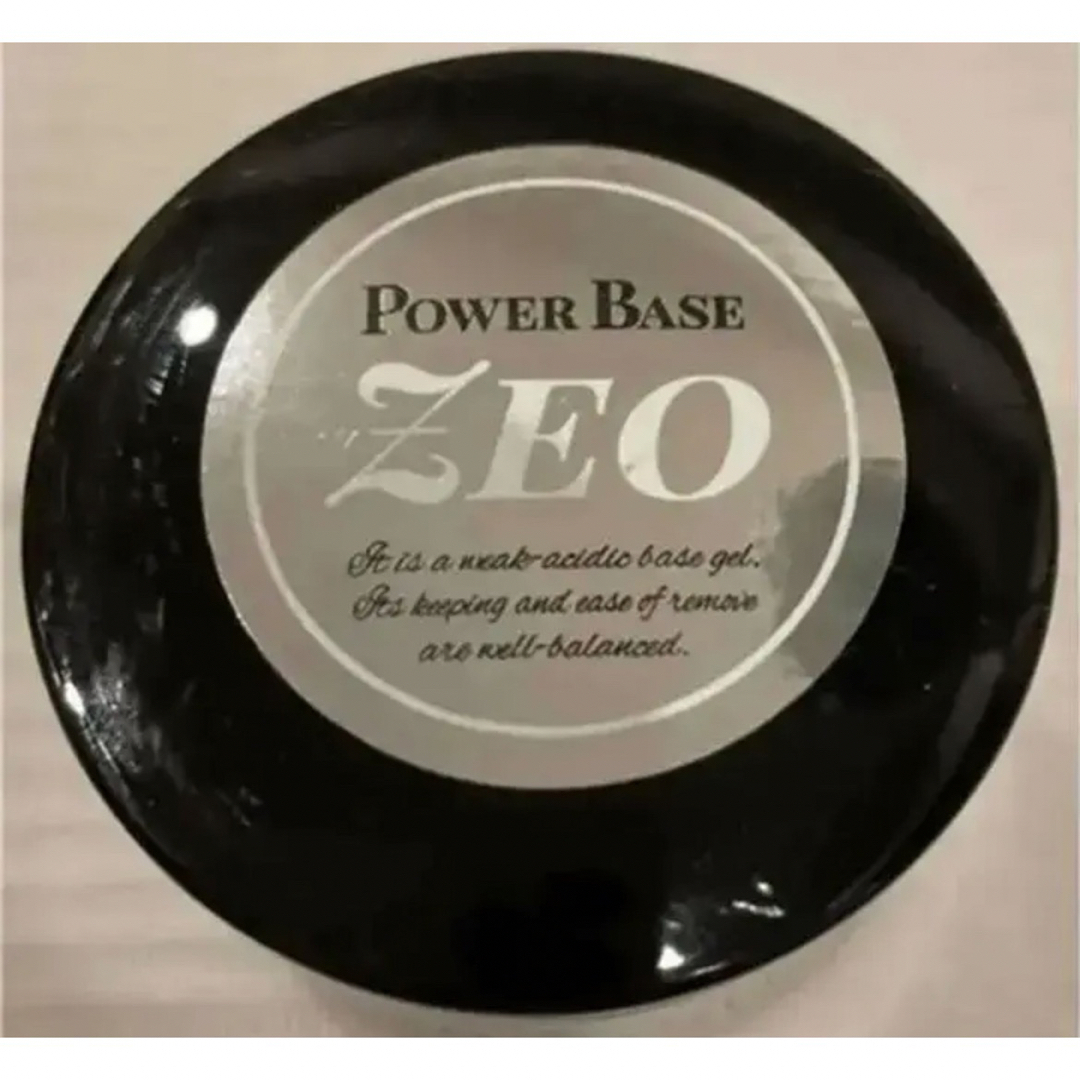 POWER BASE
ZEO
It is a weak-acidic base gel.
Its keeping and ease of remove
are well-balanced.